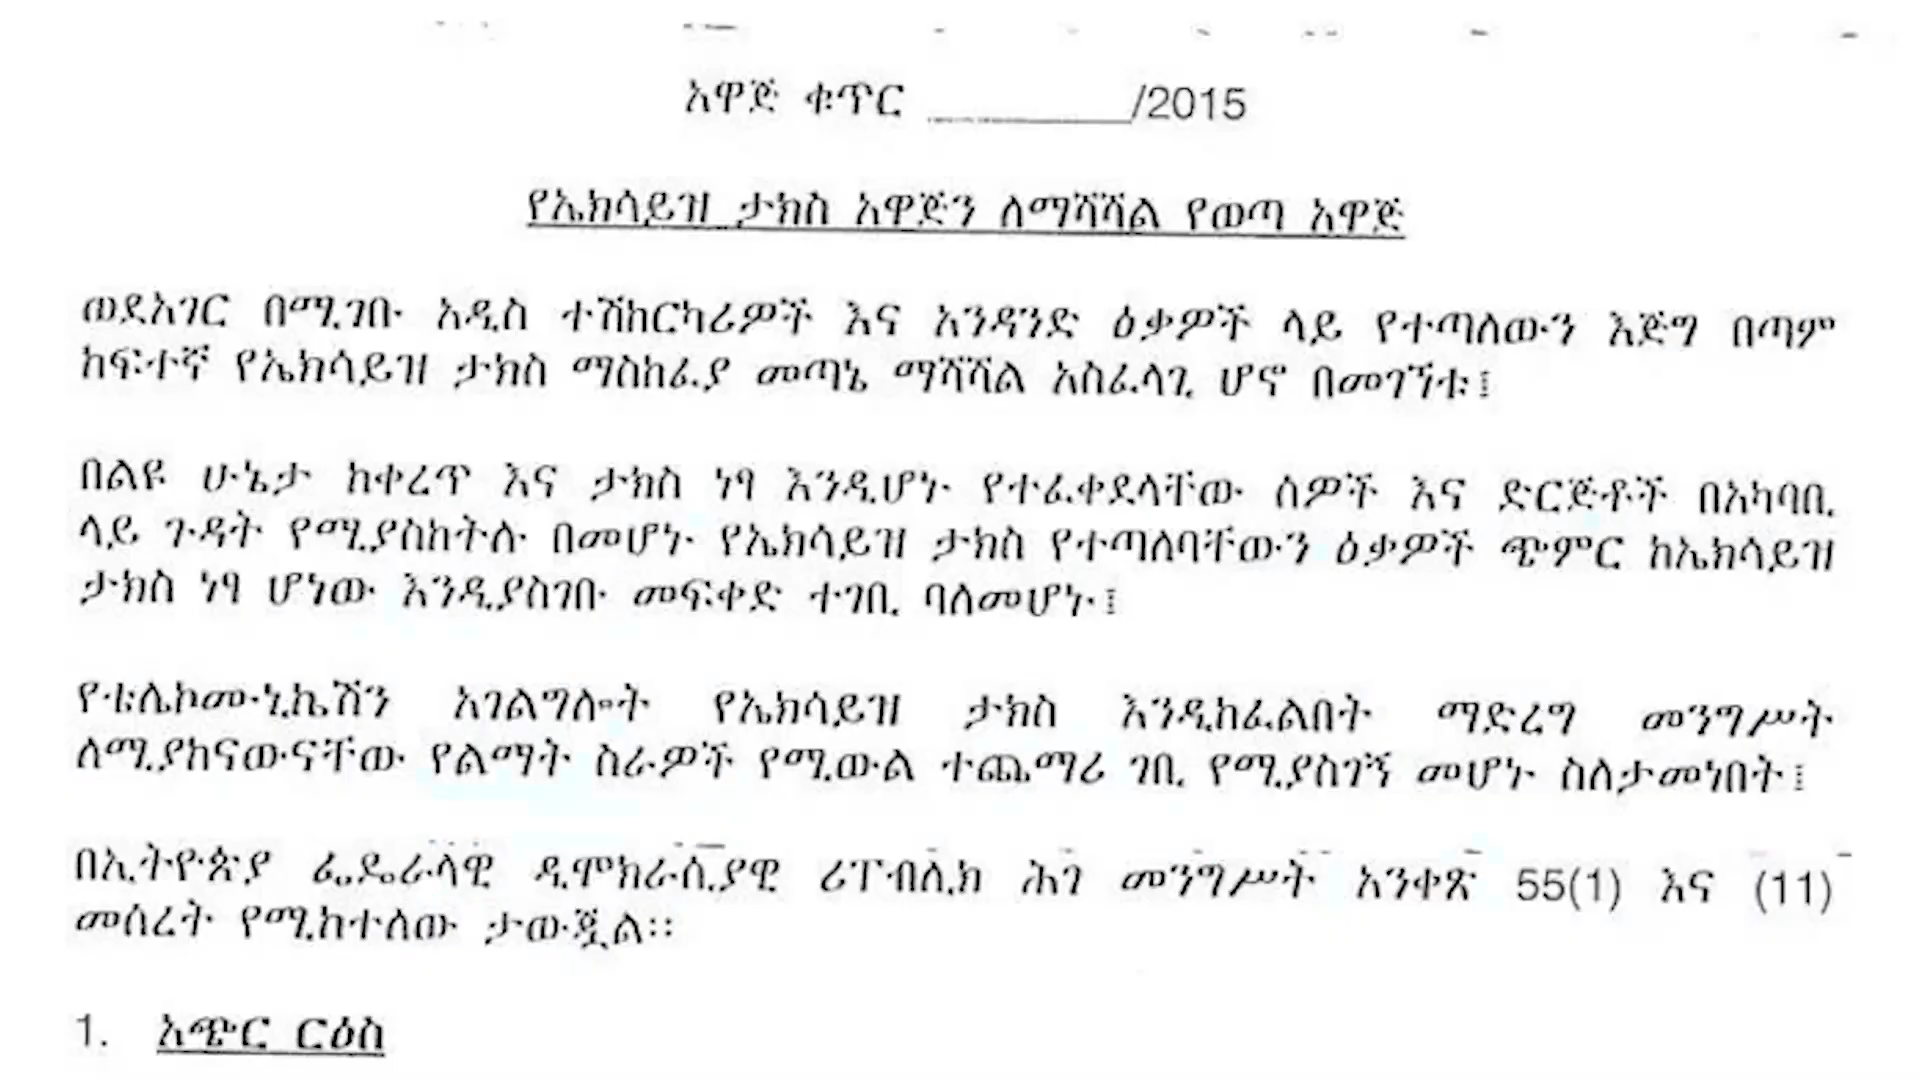 አዋጅ ቁጥር ________/2015
የኤክሳይዝ ታክስ አዋጅን ለማሻሻል የወጣ አዋጅ
ወደአገር በሚገቡ አዲስ ተሽከርካሪዎች እና አንዳንድ ዕቃዎች ላይ የተጣለውን እጅግ በጣም
ከፍተኛ የኤክሳይዝ ታክስ ማስከፈያ መጣኔ ማሻሻል አስፈላጊ ሆኖ በመገኘቱ፤
በልዩ ሁኔታ ከቀረጥ እና ታክስ ነፃ እንዲሆኑ የተፈቀደላቸው ሰዎች እና ድርጅቶች በአካባቢ
ላይ ጉዳት የሚያስከትሉ በመሆኑ የኤክሳይዝ ታክስ የተጣለባቸውን ዕቃዎች ጭምር ከኤክሳይዝ
ታክስ ነፃ ሆነው እንዲያስገቡ መፍቀድ ተገቢ ባለመሆኑ፤
የቴሌኮሙኒኬሽን አገልግሎት የኤክሳይዝ ታክስ እንዲከፈልበት ማድረግ መንግሥት
ለሚያከናውናቸው የልማት ስራዎች የሚውል ተጨማሪ ገቢ የሚያስገኝ መሆኑ ስለታመነበት፤
በኢትዮጵያ ፌዴራላዊ ዲሞክራሲያዊ ሪፐብሊክ ሕገ መንግሥት አንቀጽ 55(1) እና (11)
መሰረት የሚከተለው ታውጇል፡፡
1. አጭር ርዕስ